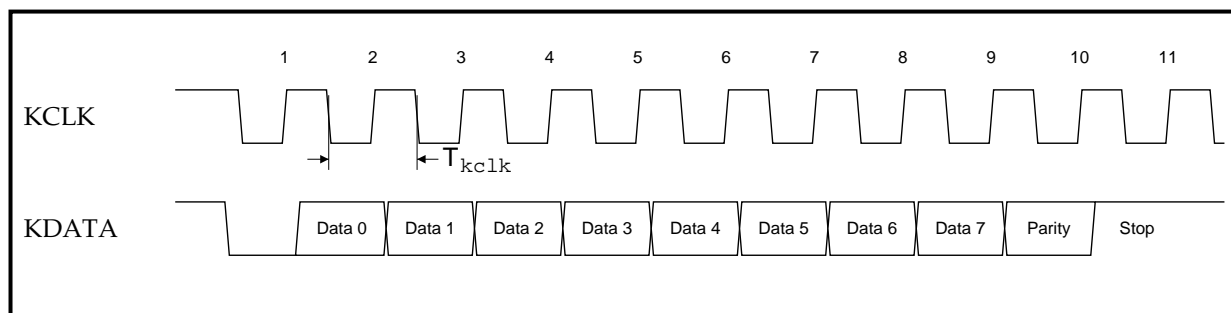 1 2 3 4 5 6 7 8 9 10 11
KCLK
Tkclk
KDATA
Data 0 Data 1 Data 2 Data 3 Data 4 Data 5 Data 6 Data 7 Parity Stop